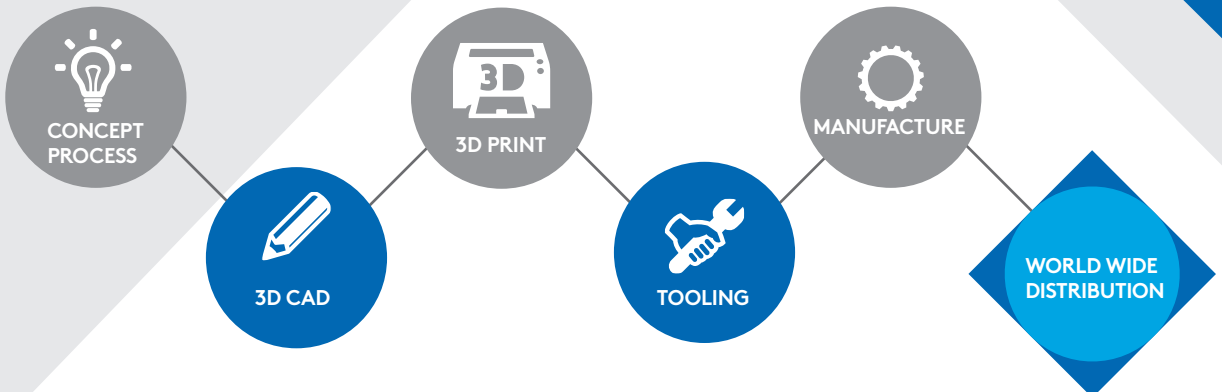 CONCEPT
PROCESS
3D CAD
3D
3D PRINT
TOOLING
MANUFACTURE
WORLD WIDE
DISTRIBUTION